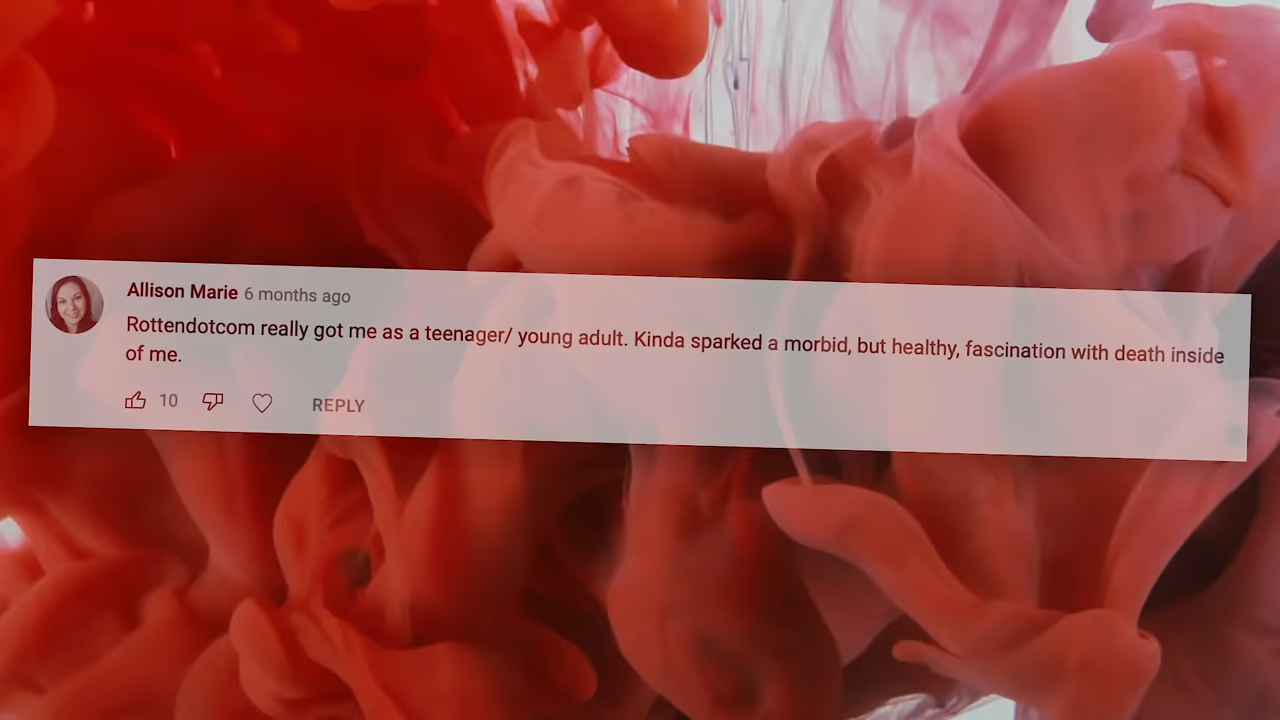 Allison Marie 6 months ago
Rottendotcom really got me as a teenager/ young adult. Kinda sparked a morbid, but healthy, fascination with death inside
of me.
10 REPLY